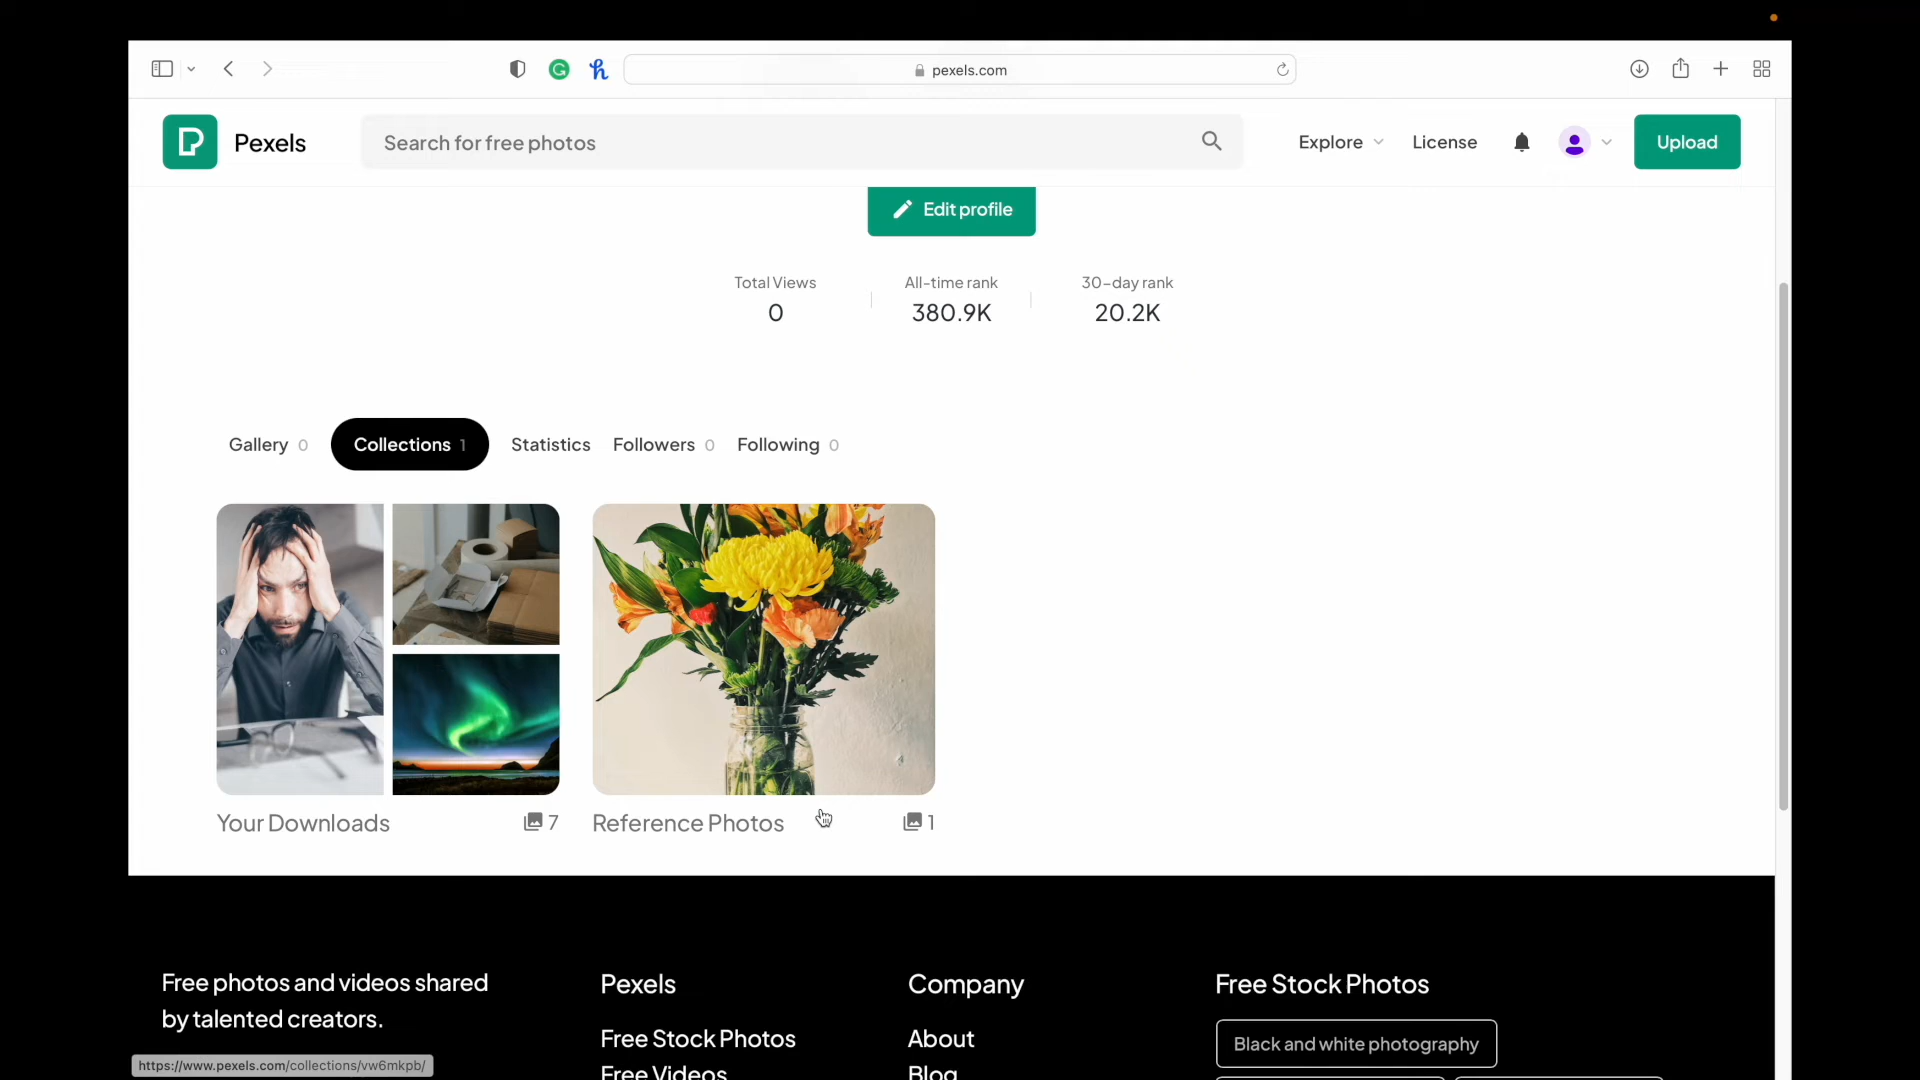 pexels.com
Pexels
Search for free photos
Explore
License
Upload
Edit profile
Total Views
All-time rank
30-day rank
0
380.9K
20.2K
Gallery 0
Collections 1
Statistics
Followers 0
Following 0
Your Downloads
7
Reference Photos
1
Free photos and videos shared
by talented creators.
Pexels
Free Stock Photos
Free Videos
Company
About
Blog
Free Stock Photos
Black and white photography
https://www.pexels.com/collections/vw6mkpb/